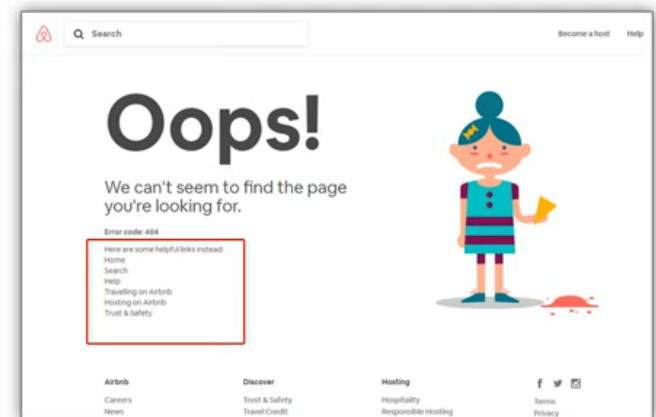 Search
Become a host
Help
Oops!
We can't seem to find the page
you're looking for.
Error code: 404
Here are some helpful links instead:
Home
Search
Help
Travelling on Airbnb
Hosting on Airbnb
Trust & Safety
Airbnb
Discover
Hosting
Careers
Trust & Safety
Hospitality
Terms
News
Travel Credit
Responsible Hosting
Privacy